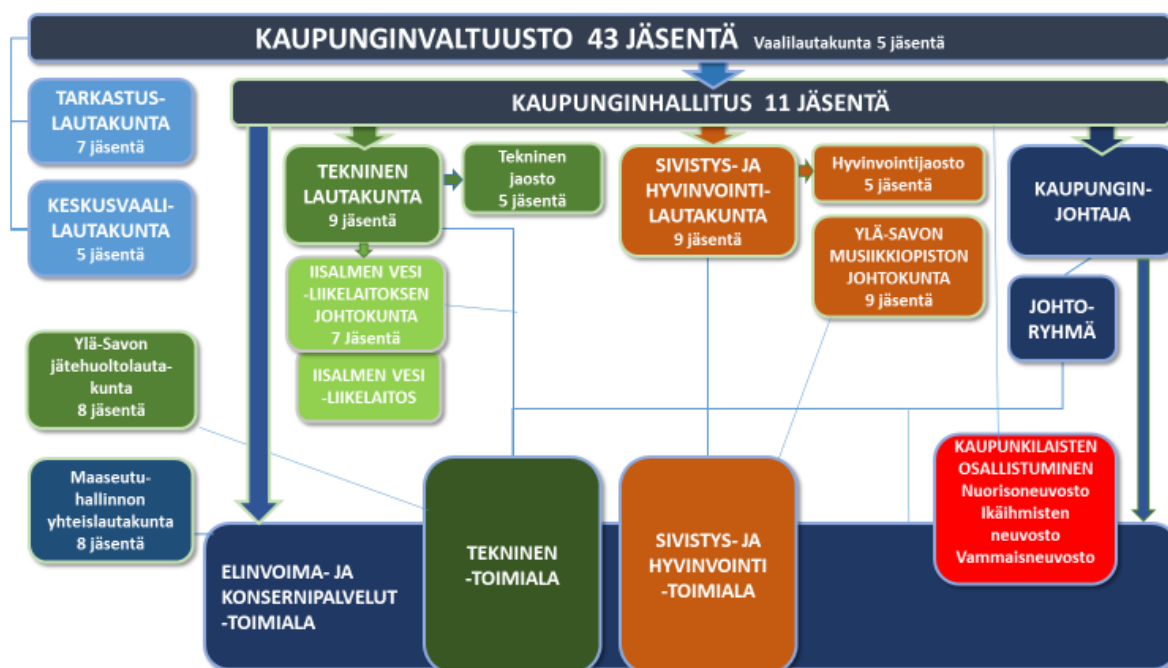 KAUPUNGINVALTUUSTO 43 JÄSENTÄ Vaalilautakunta 5 jäsentä
KAUPUNGINHALLITUS 11 JÄSENTÄ
TARKASTUS-
LAUTAKUNTA
7 jäsentä
KESKUSVAALI-
LAUTAKUNTA
5 jäsentä
TEKNINEN
LAUTAKUNTA
9 jäsentä
Tekninen
jaosto
5 jäsentä
SIVISTYS- JA
HYVINVOINTI-
LAUTAKUNTA
9 jäsentä
Hyvinvointijaosto
5 jäsentä
KAUPUNGIN-
JOHTAJA
IISALMEN VESI
-LIIKELAITOKSEN
JOHTOKUNTA
7 Jäsentä
IISALMEN VESI
-LIIKELAITOS
YLÄ-SAVON
MUSIIKKIOPISTON
JOHTOKUNTA
9 jäsentä
JOHTO-
RYHMÄ
Ylä-Savon
jätehuoltolauta-
kunta
8 jäsentä
Maaseutu-
hallinnon
yhteislautakunta
8 jäsentä
KAUPUNKILAISTEN
OSALLISTUMINEN
Nuorisoneuvosto
Ikäihmisten
neuvosto
Vammaisneuvosto
ELINVOIMA- JA
KONSERNIPALVELUT
-TOIMIALA
TEKNINEN
-TOIMIALA
SIVISTYS- JA
HYVINVOINTI
-TOIMIALA